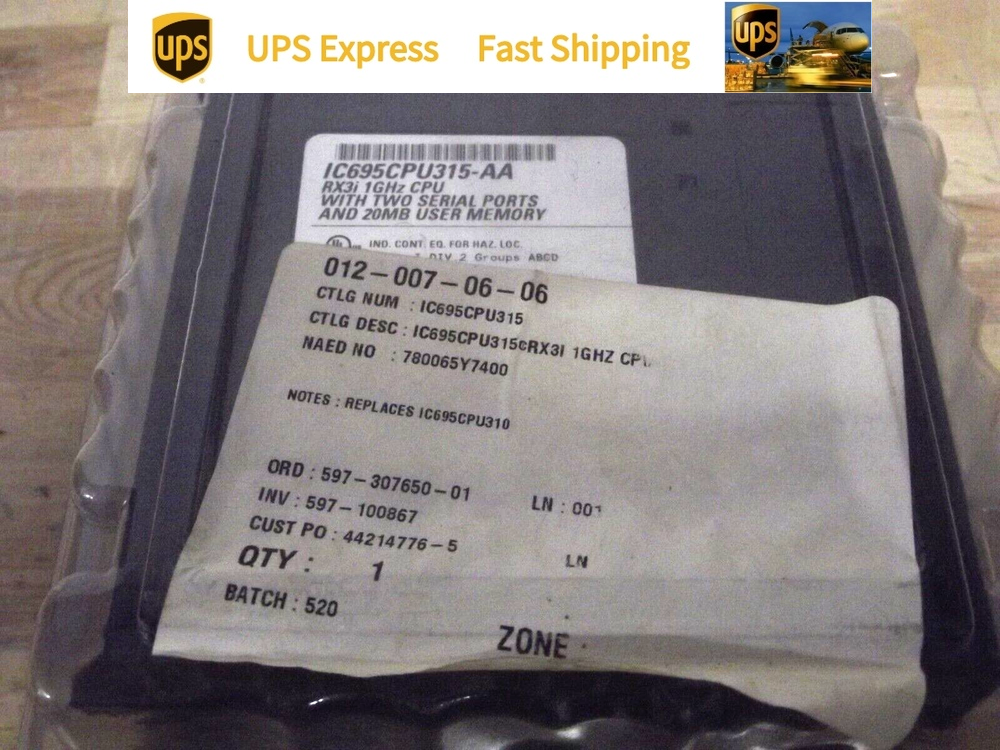 ups UPS Express Fast Shipping ups
IC695CPU315-AA
RX3i 1GHz CPU
WITH TWO SERIAL PORTS
AND 20MB USER MEMORY
UL IND. CONT. EQ. FOR HAZ. LOC.
DIV 2 Groups ABCD
012-007-06-06
CTLG NUM : IC695CPU315
CTLG DESC : IC695CPU315cRX3I 1GHZ
NAED NO : 780065Y7400
NOTES : REPLACES IC695CPU310
ORD : 597-307650-01 LN : 001
INV : 597-100867
CUST PO : 44214776-5 LN
QTY : 1
BATCH : 520
ZONE